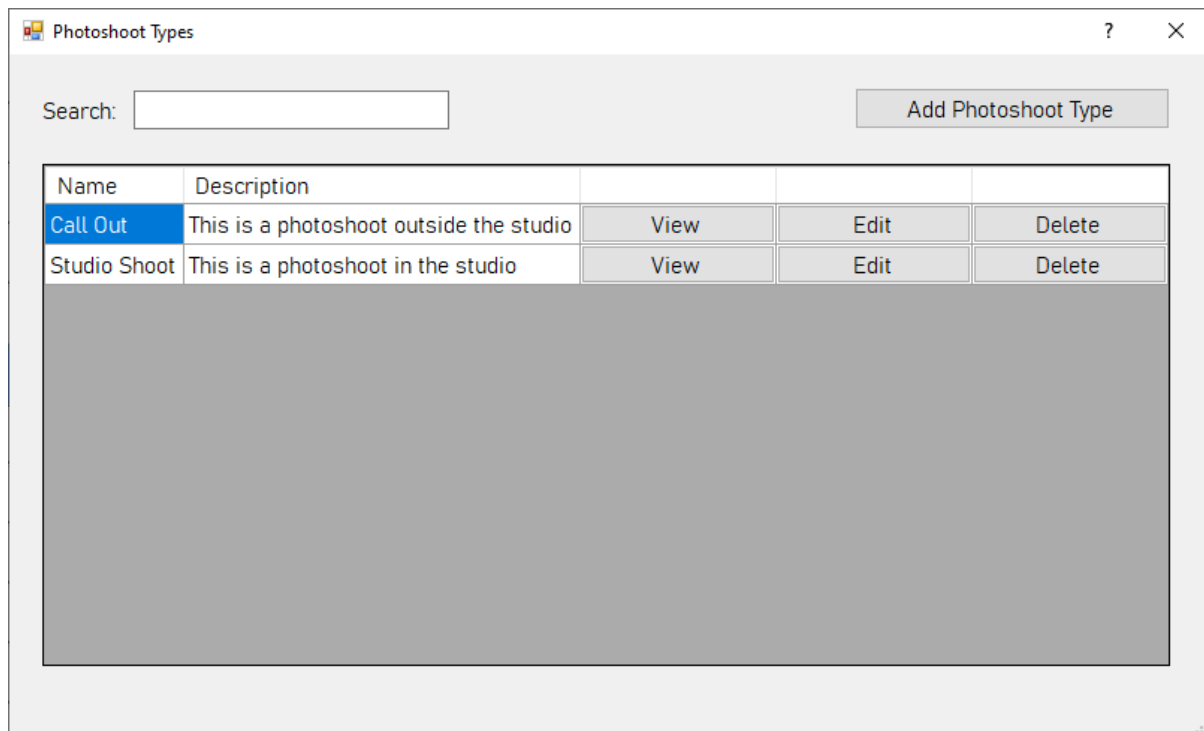 Photoshoot Types ?
Search: Add Photoshoot Type
Name Description
Call Out This is a photoshoot outside the studio View Edit Delete
Studio Shoot This is a photoshoot in the studio View Edit Delete